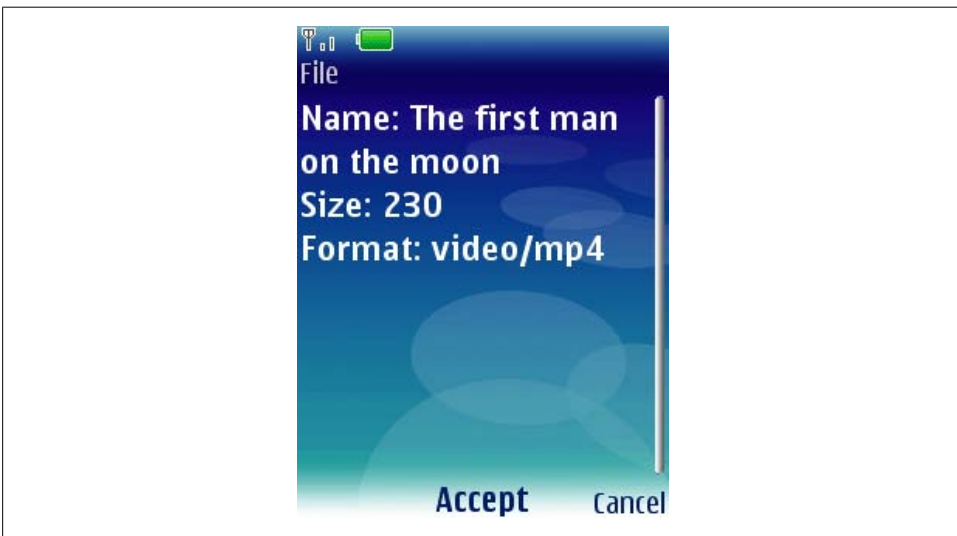 File
Name: The first man
on the moon
Size: 230
Format: video/mp4
Accept Cancel